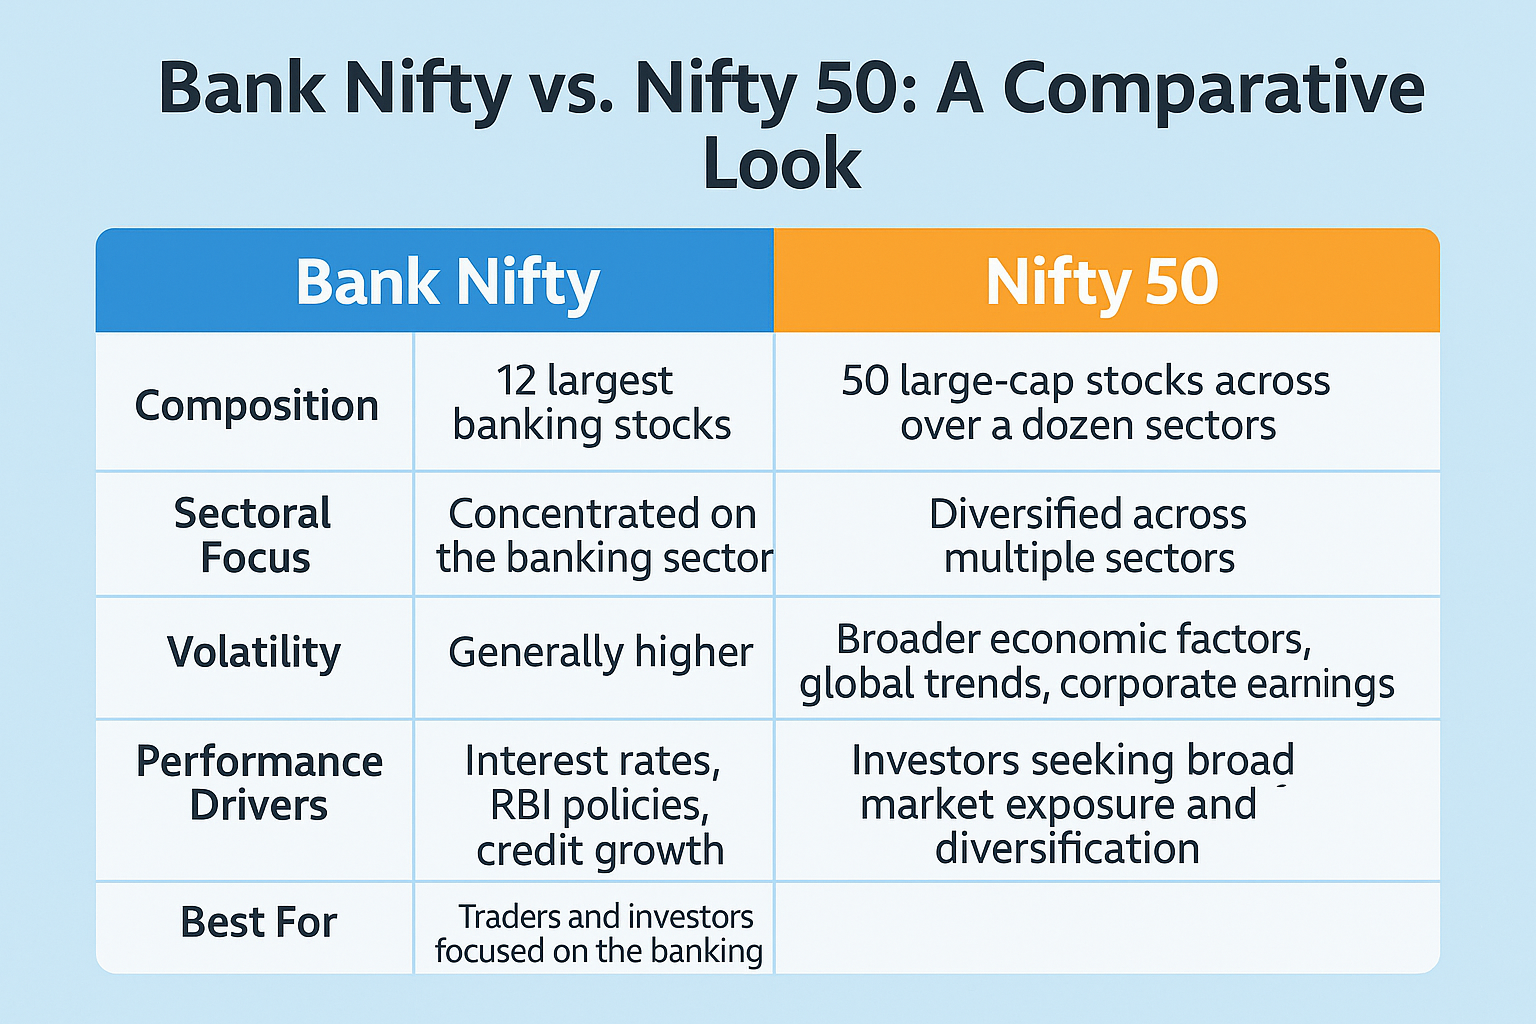 Bank Nifty vs. Nifty 50: A Comparative
Look
Bank Nifty
Nifty 50
Composition
12 largest
banking stocks
50 large-cap stocks across
over a dozen sectors
Sectoral
Focus
Concentrated on
the banking sector
Diversified across
multiple sectors
Volatility
Generally higher
Broader economic factors,
global trends, corporate earnings
Performance
Drivers
Interest rates,
RBI policies,
credit growth
Investors seeking broad
market exposure and
diversification
Best For
Traders and investors
focused on the banking